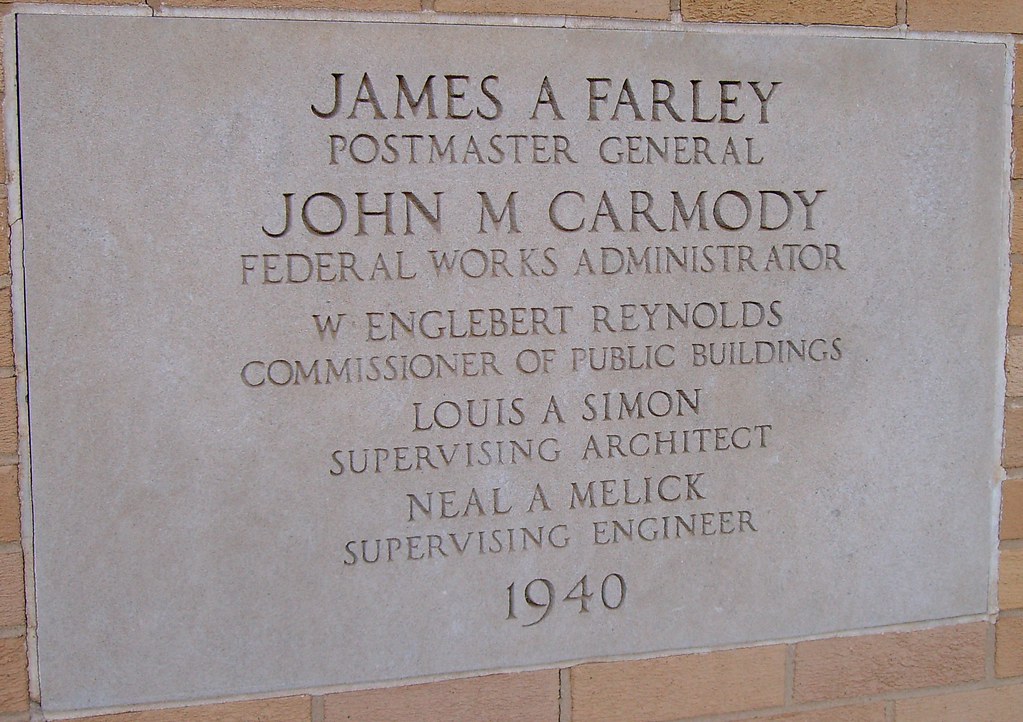 JAMES A FARLEY
POSTMASTER GENERAL
JOHN M CARMODY
FEDERAL WORKS ADMINISTRATOR
W ENGLEBERT REYNOLDS
COMMISSIONER OF PUBLIC BUILDINGS
LOUIS A SIMON
SUPERVISING ARCHITECT
NEAL A MELICK
SUPERVISING ENGINEER
1940